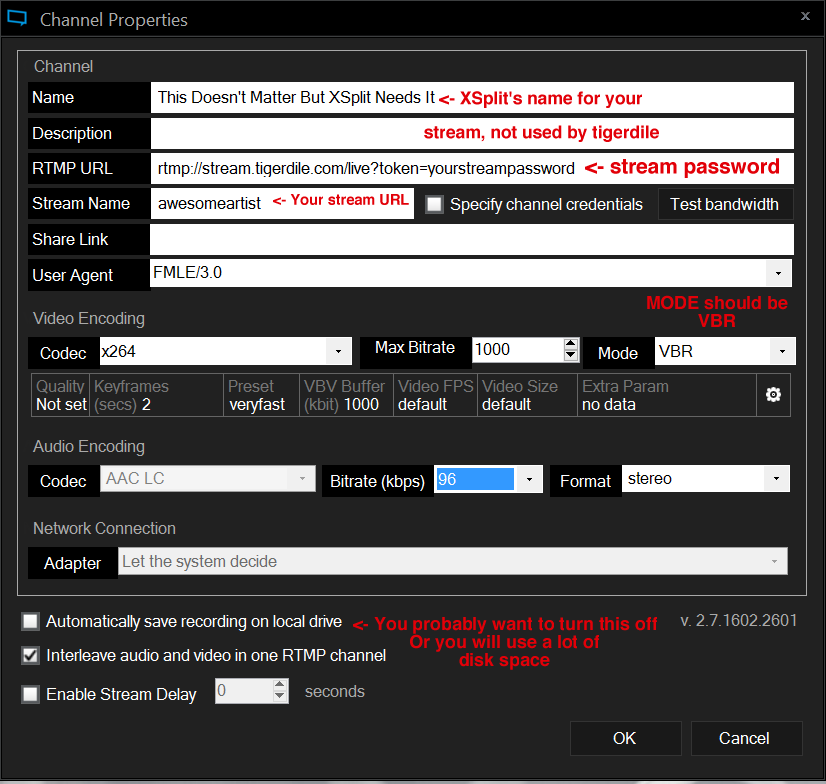 Channel Properties
x
Channel
Name This Doesn't Matter But XSplit Needs It <- XSplit's name for your
Description stream, not used by tigerdile
RTMP URL rtmp://stream.tigerdile.com/live?token=yourstreampassword <- stream password
Stream Name awesomeartist <- Your stream URL Specify channel credentials Test bandwidth
Share Link
User Agent FMLE/3.0
MODE should be
VBR
Video Encoding
Codec x264 Max Bitrate 1000 Mode VBR
Quality Keyframes Preset VBV Buffer Video FPS Video Size Extra Param
Not set (secs) 2 veryfast (kbit) 1000 default default no data
Audio Encoding
Codec AAC LC Bitrate (kbps) 96 Format stereo
Network Connection
Adapter Let the system decide
Automatically save recording on local drive <- You probably want to turn this off v. 2.7.1602.2601
Or you will use a lot of
disk space
Interleave audio and video in one RTMP channel
Enable Stream Delay 0 seconds
OK Cancel